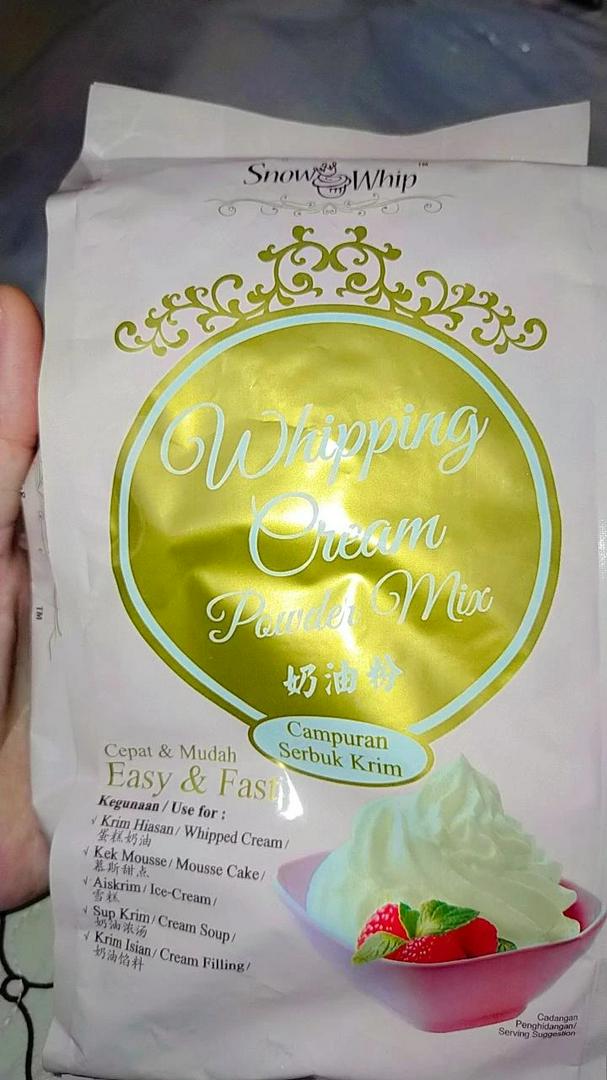 Snow Whip™
Whipping
Cream
Powder Mix
奶油粉
Campuran
Serbuk Krim
Cepat & Mudah
Easy & Fast
Kegunaan / Use for :
√ Krim Hiasan / Whipped Cream /
蛋糕奶油
√ Kek Mousse / Mousse Cake /
慕斯甜点
√ Aiskrim / Ice-Cream /
雪糕
√ Sup Krim / Cream Soup /
奶油浓汤
√ Krim Isian / Cream Filling /
奶油馅料
Cadangan
Penghidangan/
Serving Suggestion
TM